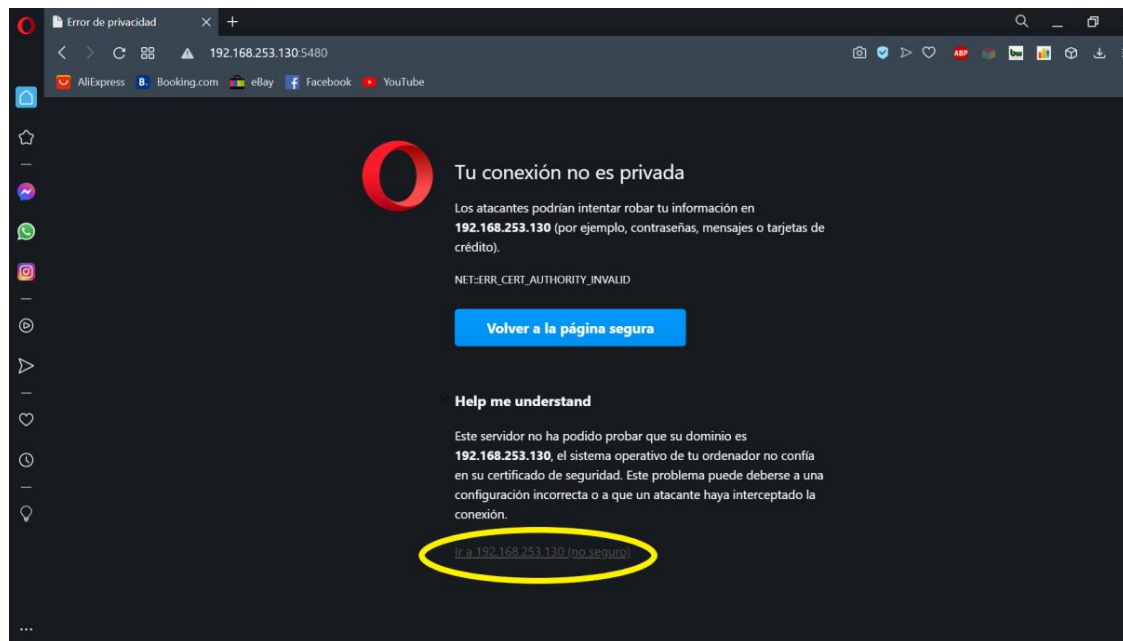 Error de privacidad
192.168.253.130:5480
ABP
AliExpress B. Booking.com eBay Facebook YouTube
Tu conexión no es privada
Los atacantes podrían intentar robar tu información en
192.168.253.130 (por ejemplo, contraseñas, mensajes o tarjetas de
crédito).
NET::ERR_CERT_AUTHORITY_INVALID
Volver a la página segura
Help me understand
Este servidor no ha podido probar que su dominio es
192.168.253.130, el sistema operativo de tu ordenador no confía
en su certificado de seguridad. Este problema puede deberse a una
configuración incorrecta o a que un atacante haya interceptado la
conexión.
Ir a 192.168.253.130 (no seguro)